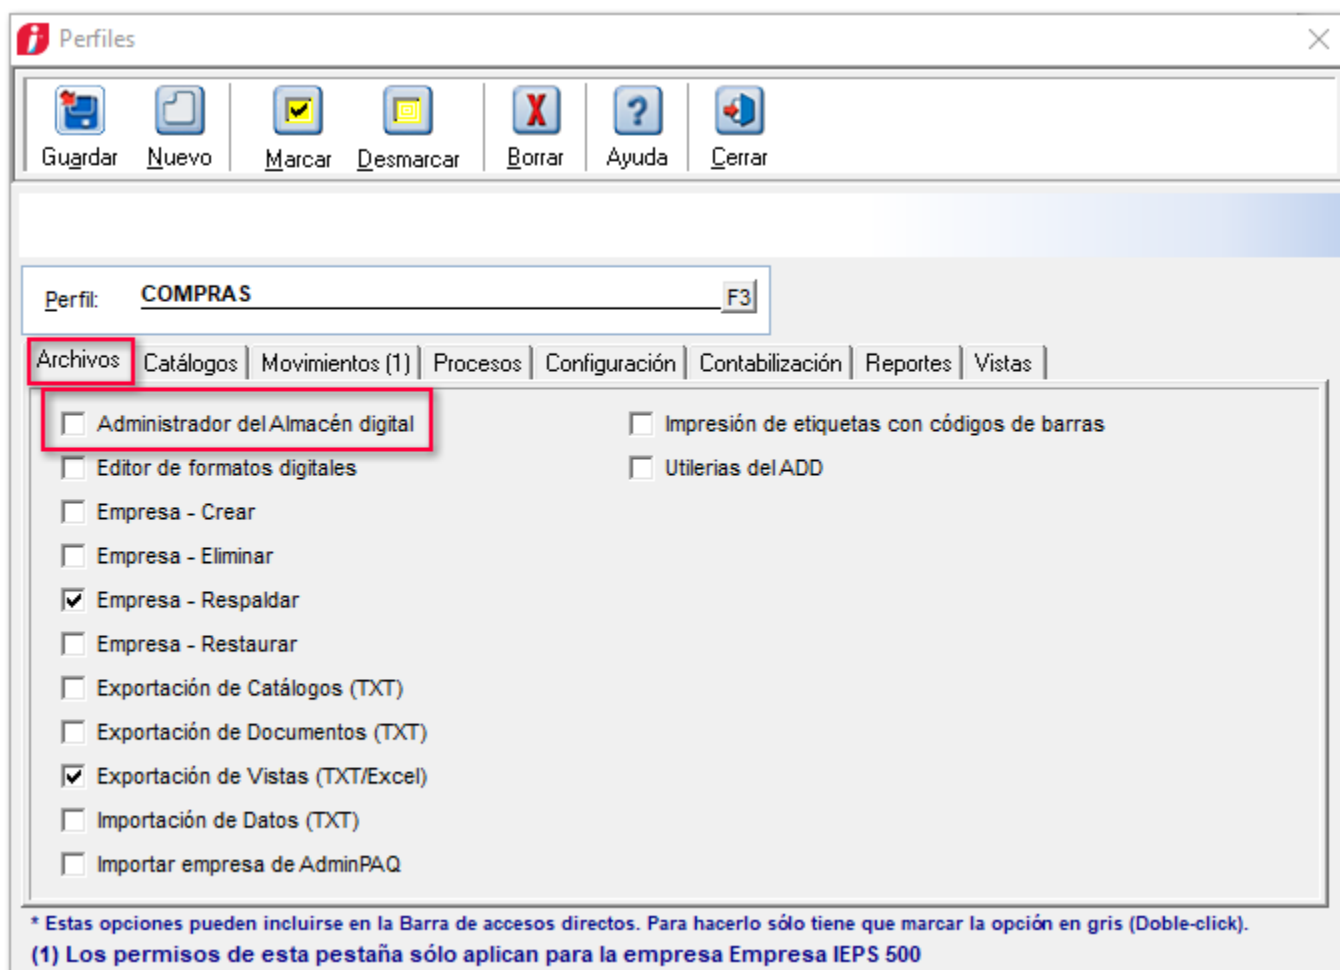 Perfiles
Guardar Nuevo Marcar Desmarcar Borrar Ayuda Cerrar
Perfil: COMPRAS F3
Archivos Catálogos Movimientos (1) Procesos Configuración Contabilización Reportes Vistas
Administrador del Almacén digital
Editor de formatos digitales
Empresa - Crear
Empresa - Eliminar
Empresa - Respaldar
Empresa - Restaurar
Exportación de Catálogos (TXT)
Exportación de Documentos (TXT)
Exportación de Vistas (TXT/Excel)
Importación de Datos (TXT)
Importar empresa de AdminPAQ
Impresión de etiquetas con códigos de barras
Utilerias del ADD
* Estas opciones pueden incluirse en la Barra de accesos directos. Para hacerlo sólo tiene que marcar la opción en gris (Doble-click).
(1) Los permisos de esta pestaña sólo aplican para la empresa Empresa IEPS 500